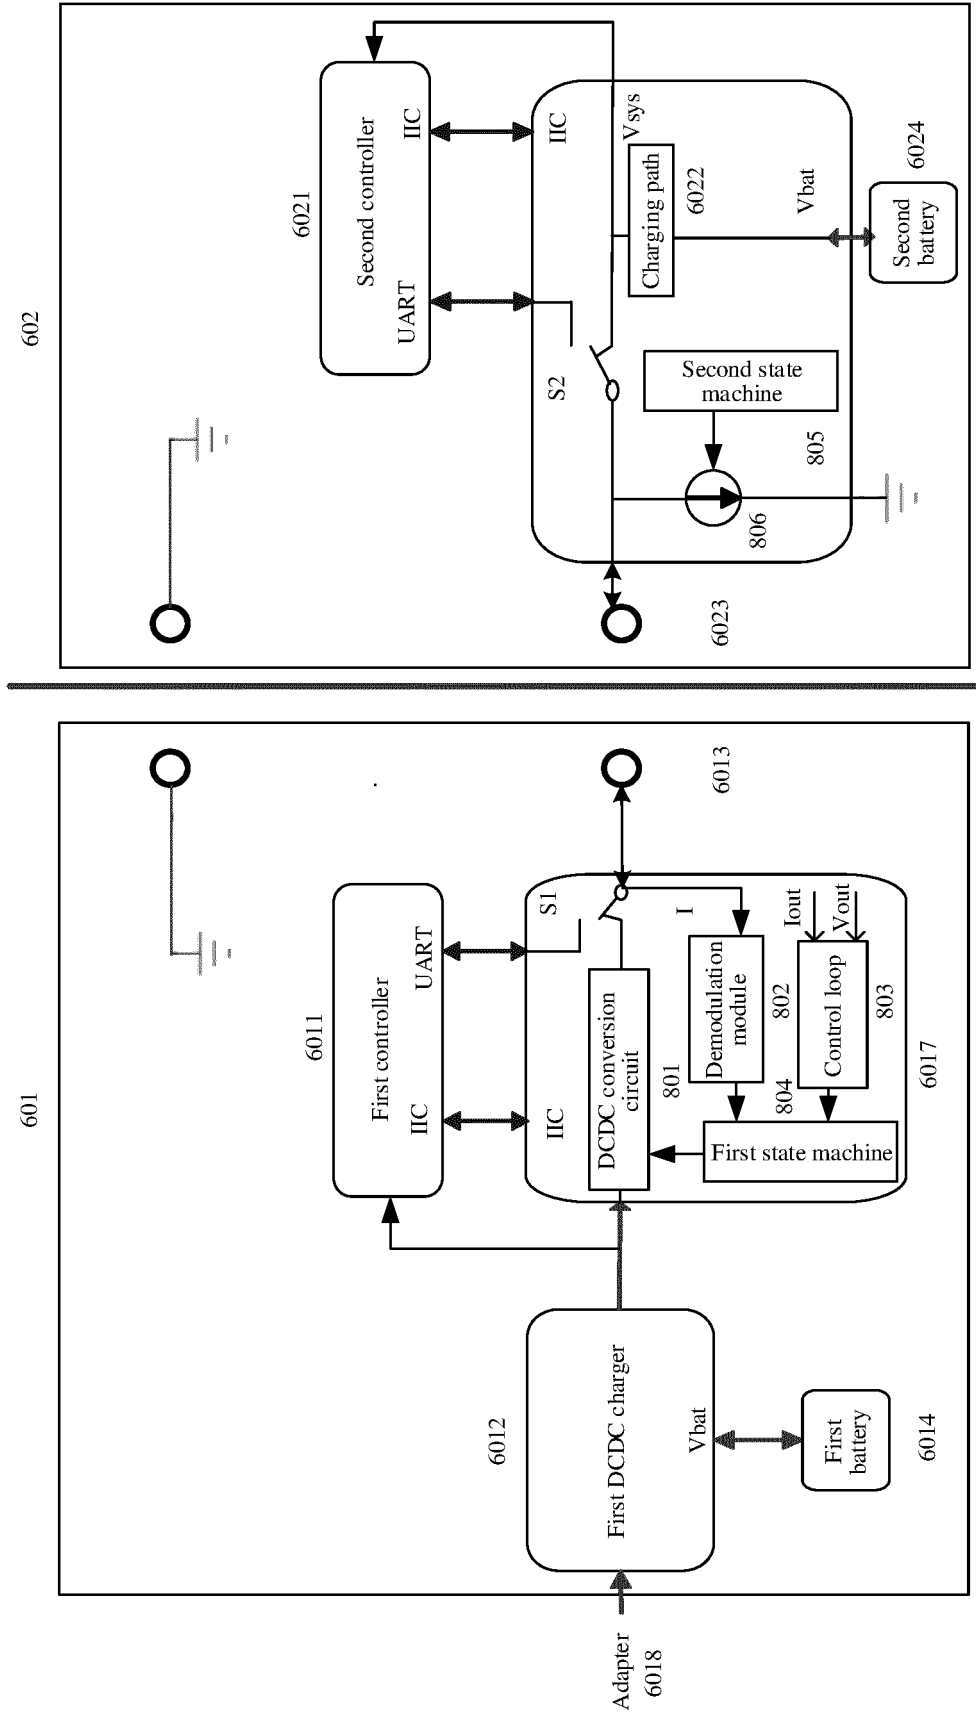 601
6011
First controller
IIC
UART
6012
First DCDC charger
Vbat
Adapter
6018
First
battery
6014
IIC
S1
DCDC conversion
circuit
801
I
Demodulation
module
802
Iout
Vout
Control loop
803
804
First state machine
6017
6013
602
6021
Second controller
UART
IIC
IIC
S2
Vsys
Charging path
6022
Vbat
Second state
machine
805
806
6023
Second
battery
6024